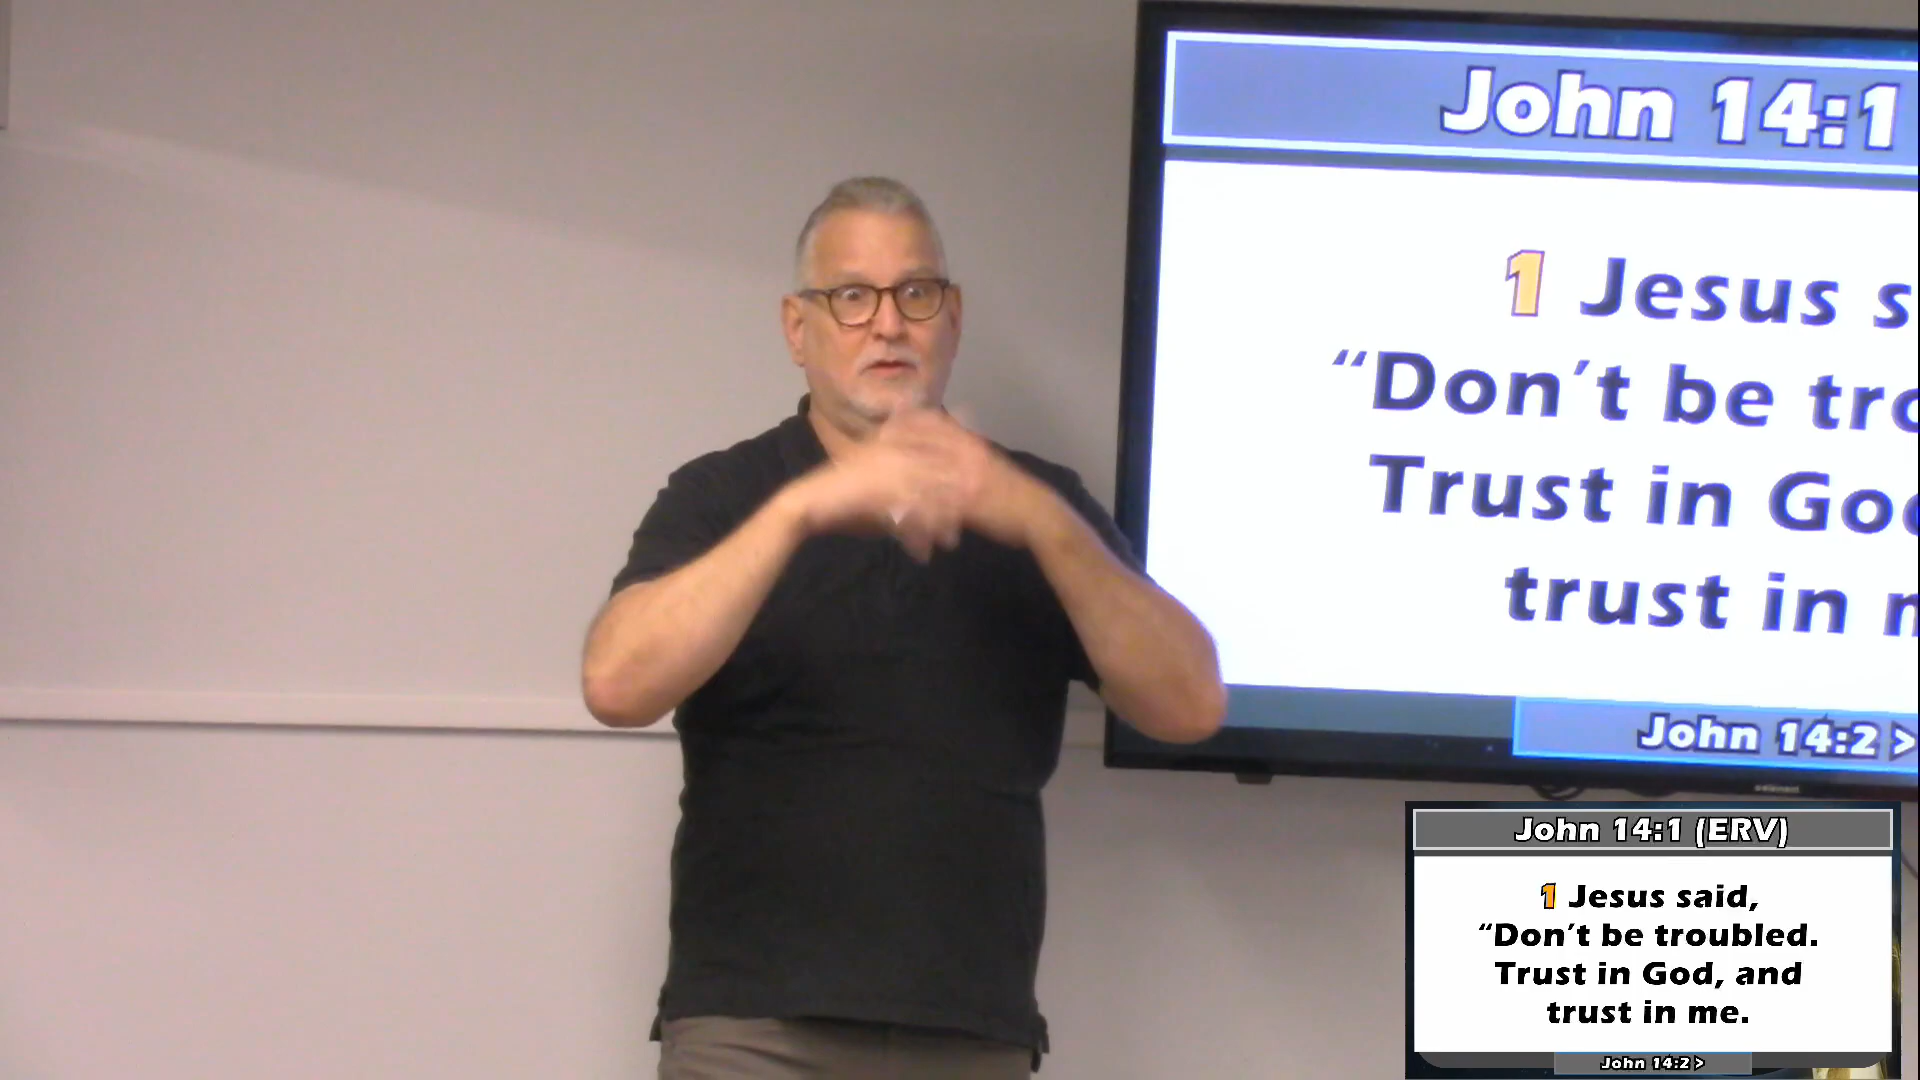 John 14:1
1 Jesus s
“Don’t be tro
Trust in God
trust in m
John 14:2 >
John 14:1 (ERV)
1 Jesus said,
“Don’t be troubled.
Trust in God, and
trust in me.
John 14:2 >